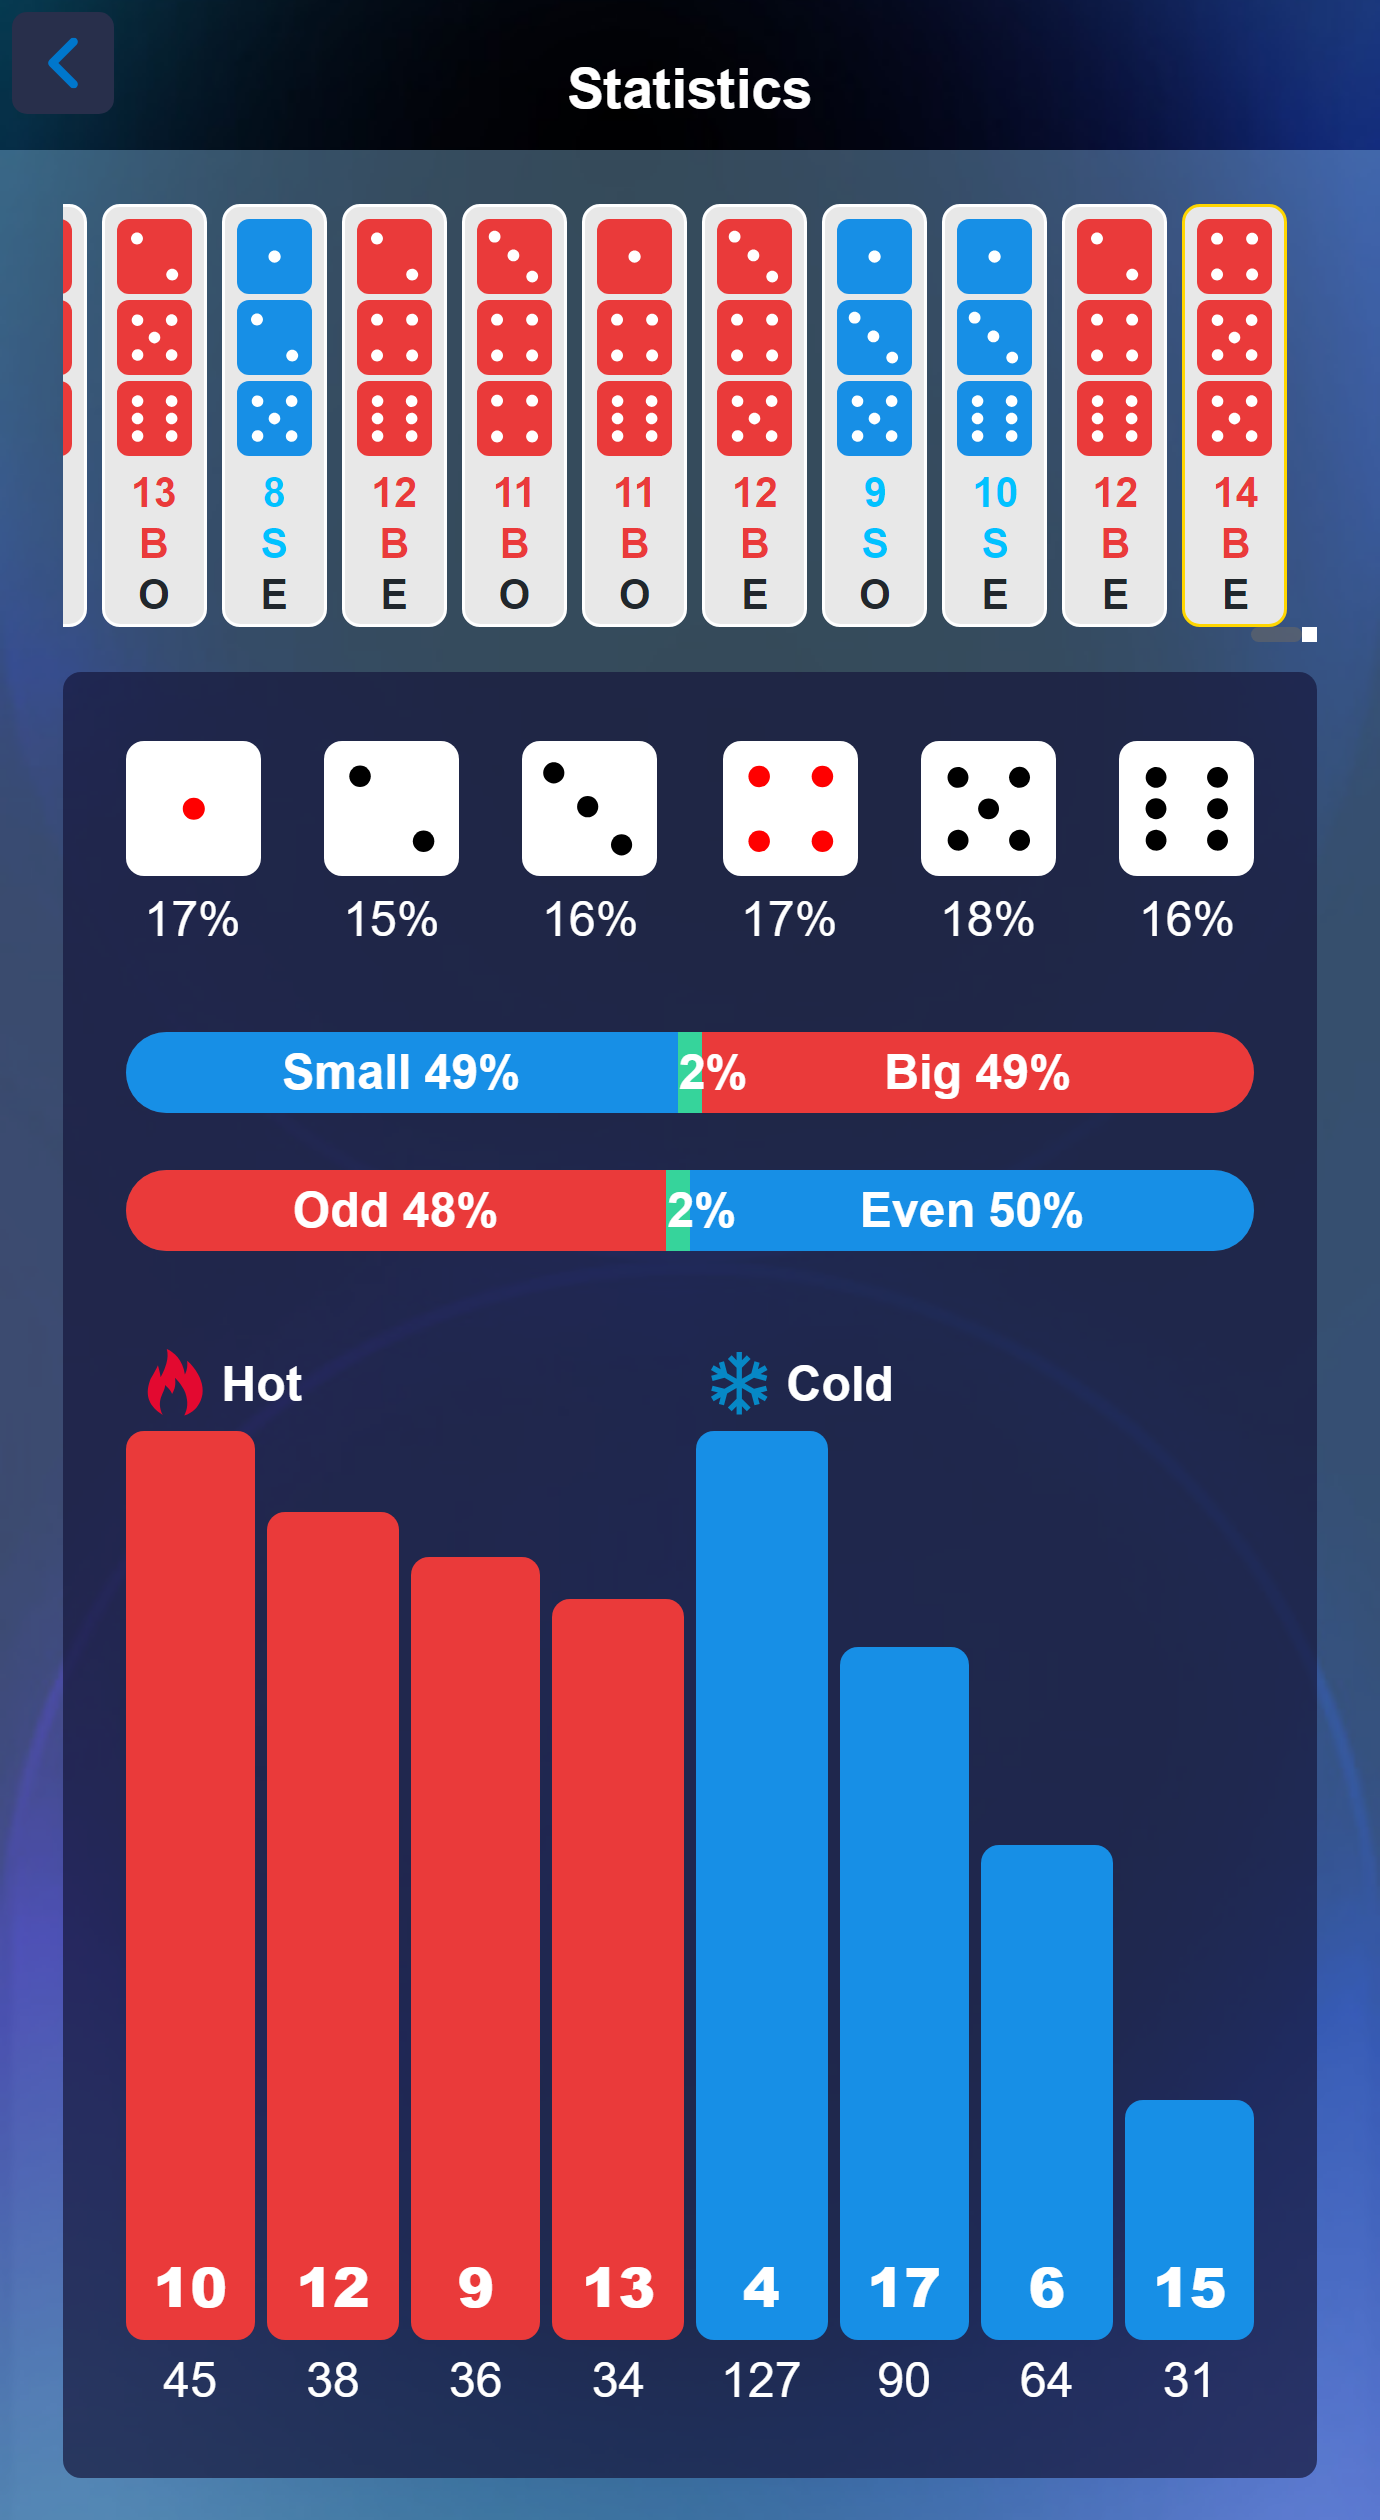 Statistics
13 8 12 11 11 12 9 10 12 14
B S B B B B S S B B
O E E O O E O E E E
17% 15% 16% 17% 18% 16%
Small 49% 2% Big 49%
Odd 48% 2% Even 50%
Hot Cold
10 12 9 13 4 17 6 15
45 38 36 34 127 90 64 31